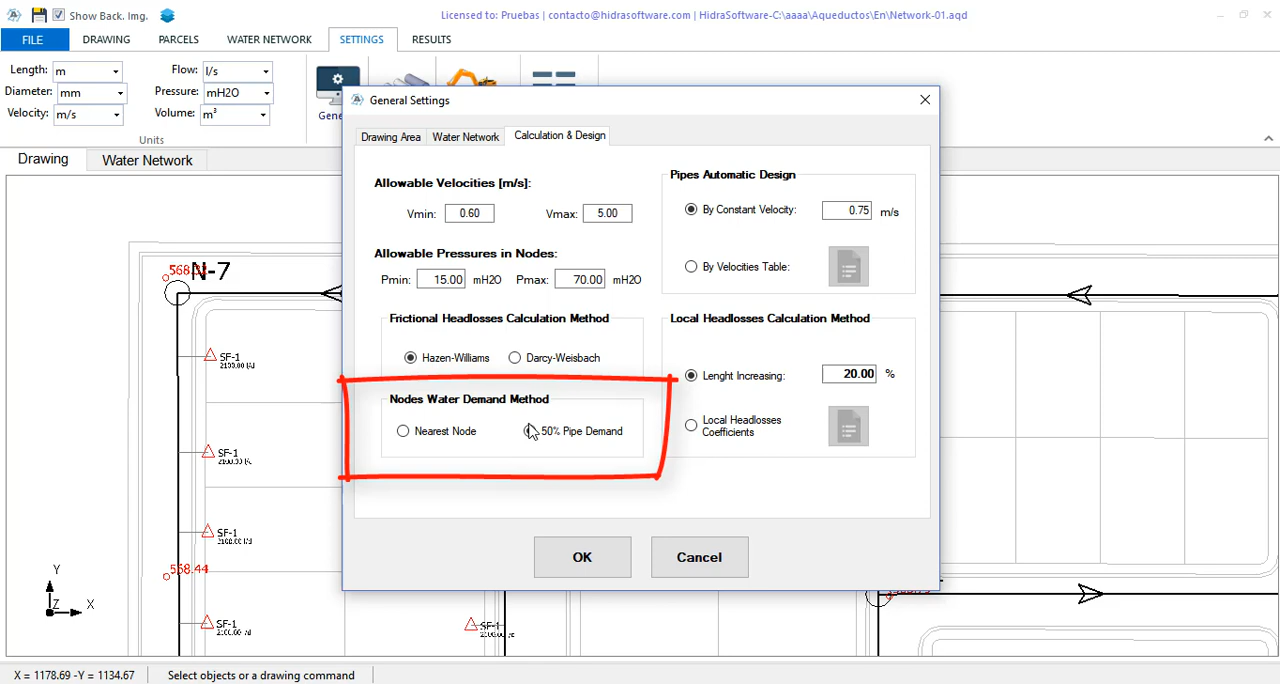 Show Back. Img.
Licensed to: Pruebas | contacto@hidrasoftware.com | HidraSoftware-C:\aaaa\Aqueductos\En\Network-01.aqd
FILE DRAWING PARCELS WATER NETWORK SETTINGS RESULTS
Length: m Flow: l/s
Diameter: mm Pressure: mH2O
Velocity: m/s Volume: m³
Gene
Units
Drawing Water Network
General Settings
Drawing Area Water Network Calculation & Design
Allowable Velocities [m/s]:
Vmin: 0.60 Vmax: 5.00
Allowable Pressures in Nodes:
Pmin: 15.00 mH2O Pmax: 70.00 mH2O
Frictional Headlosses Calculation Method
Hazen-Williams Darcy-Weisbach
Nodes Water Demand Method
Nearest Node 50% Pipe Demand
Pipes Automatic Design
By Constant Velocity: 0.75 m/s
By Velocities Table:
Local Headlosses Calculation Method
Lenght Increasing: 20.00 %
Local Headlosses
Coefficients
OK Cancel
N-7
SF-1
SF-1
SF-1
568.44
SF-1
SF-1
Y
Z X
X = 1178.69 -Y = 1134.67 Select objects or a drawing command